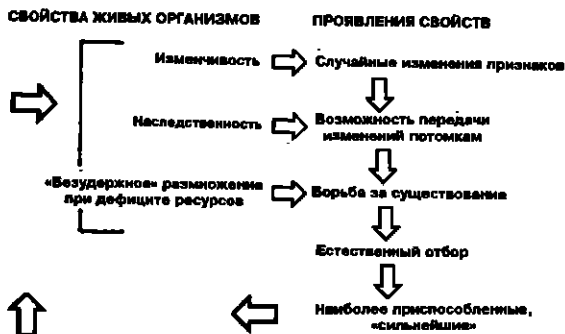 СВОЙСТВА ЖИВЫХ ОРГАНИЗМОВ
ПРОЯВЛЕНИЯ СВОЙСТВ
Изменчивость
Случайные изменения признаков
Наследственность
Возможность передачи
изменений потомкам
«Безудержное» размножение
при дефиците ресурсов
Борьба за существование
Естественный отбор
Наиболее приспособленные,
«сильнейшие»